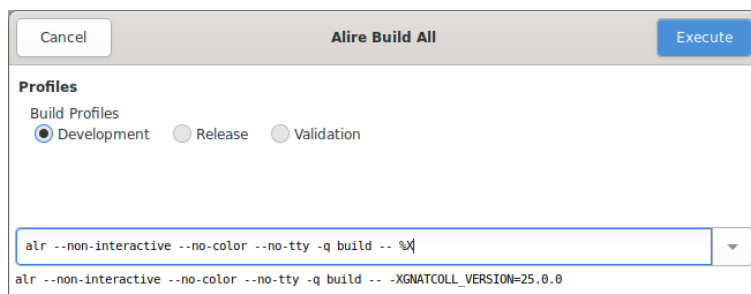 Cancel Alire Build All Execute
Profiles
Build Profiles
Development Release Validation
alr --non-interactive --no-color --no-tty -q build -- %X
alr --non-interactive --no-color --no-tty -q build -- -XGNATCOLL_VERSION=25.0.0